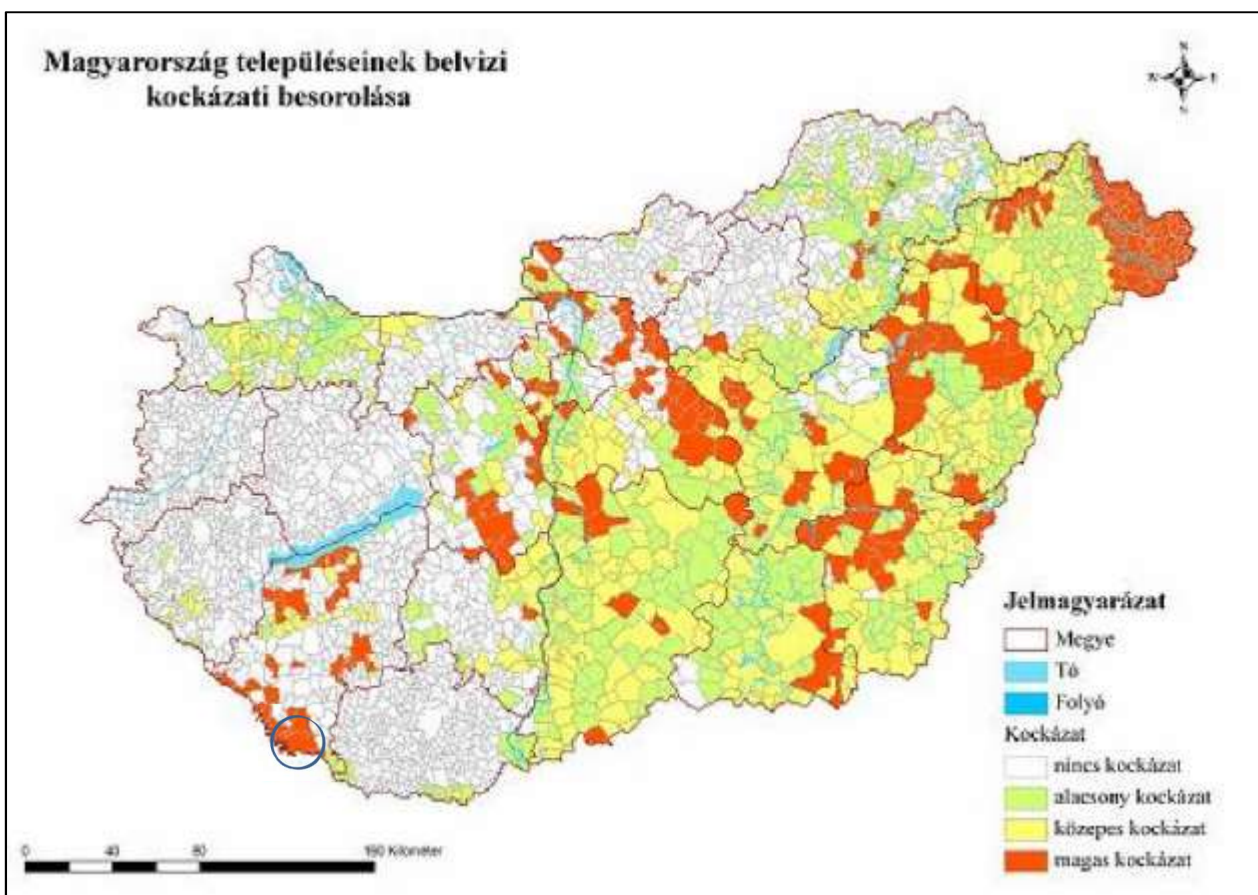 Magyarország településeinek belvizi
kockázati besorolása
N
W
E
S
Jelmagyarázat
Megye
Tó
Folyó
Kockázat
nincs kockázat
alacsony kockázat
közepes kockázat
magas kockázat
0 40 80 160 Kilométer